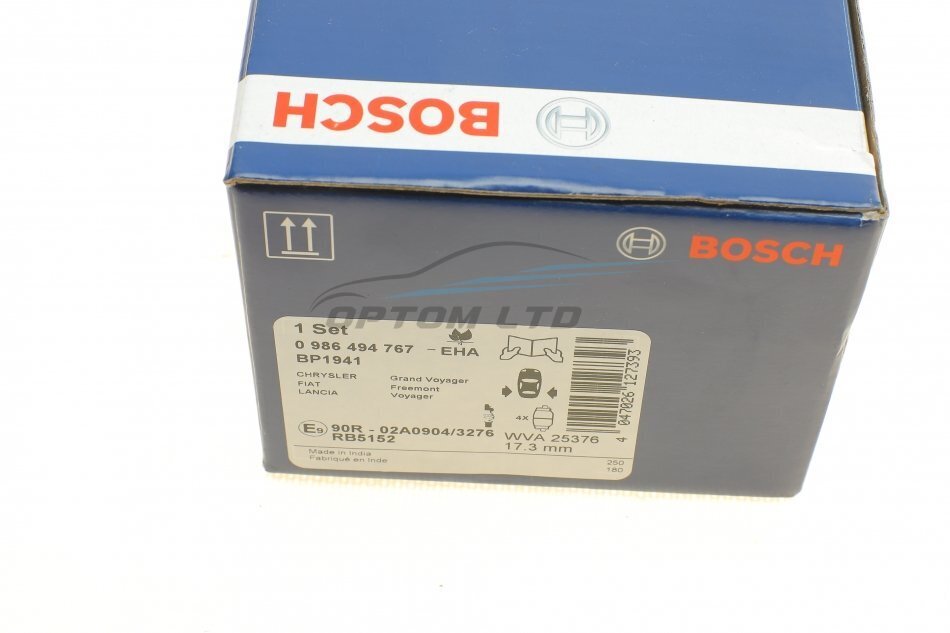 BOSCH
BOSCH
OPTOM LTD
1 Set
0 986 494 767 - EHA
BP1941
CHRYSLER Grand Voyager
FIAT Freemont
LANCIA Voyager
4X
E9 90R - 02A0904/3276 WVA 25376
RB5152 17.3 mm
Made in India
Fabriqué en Inde
250
180
4 047026 127393